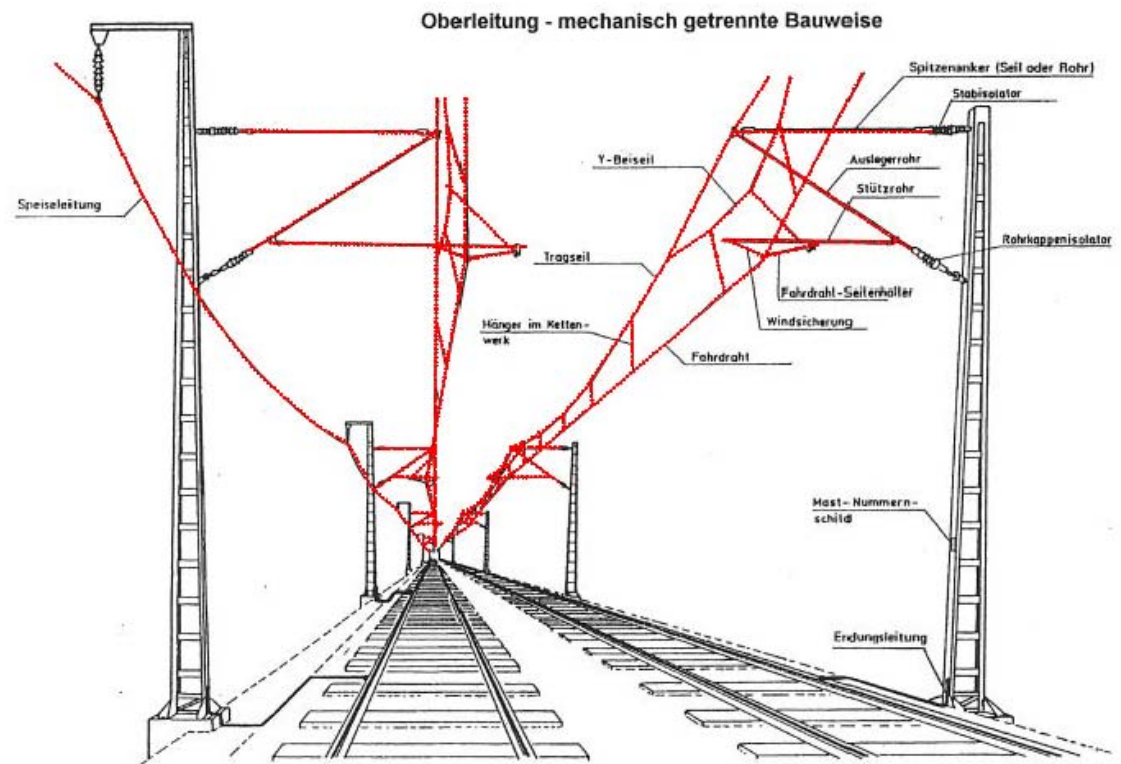 Oberleitung - mechanisch getrennte Bauweise
Spitzenanker (Seil oder Rohr)
Stabisolator
Y-Beiseil
Auslegerrohr
Stützrohr
Speiseleitung
Rohrkappenisolator
Tragseil
Fahrdraht-Seitenhalter
Windsicherung
Hänger im Ketten-
werk
Fahrdraht
Mast-Nummern-
schild
Erdungsleitung